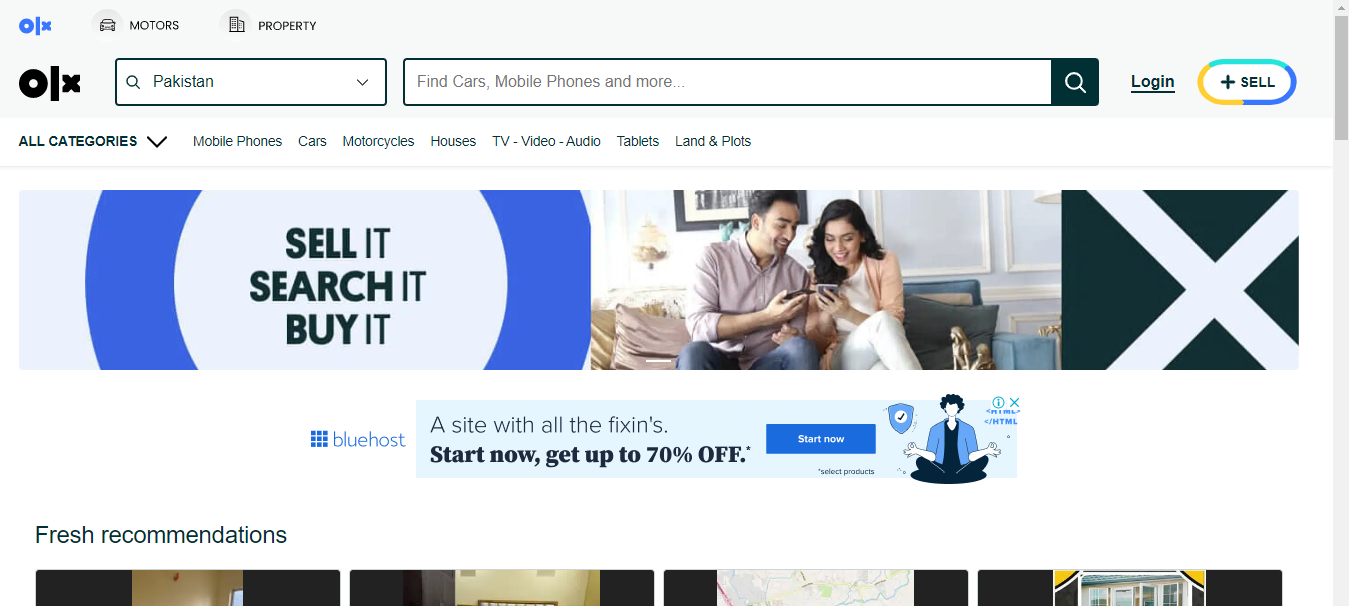 olx MOTORS PROPERTY
olx Pakistan Find Cars, Mobile Phones and more... Login + SELL
ALL CATEGORIES Mobile Phones Cars Motorcycles Houses TV - Video - Audio Tablets Land & Plots
SELL IT
SEARCH IT
BUY IT
bluehost
A site with all the fixin's.
Start now, get up to 70% OFF.*
Start now
*select products
<HTML>
</HTML
Fresh recommendations